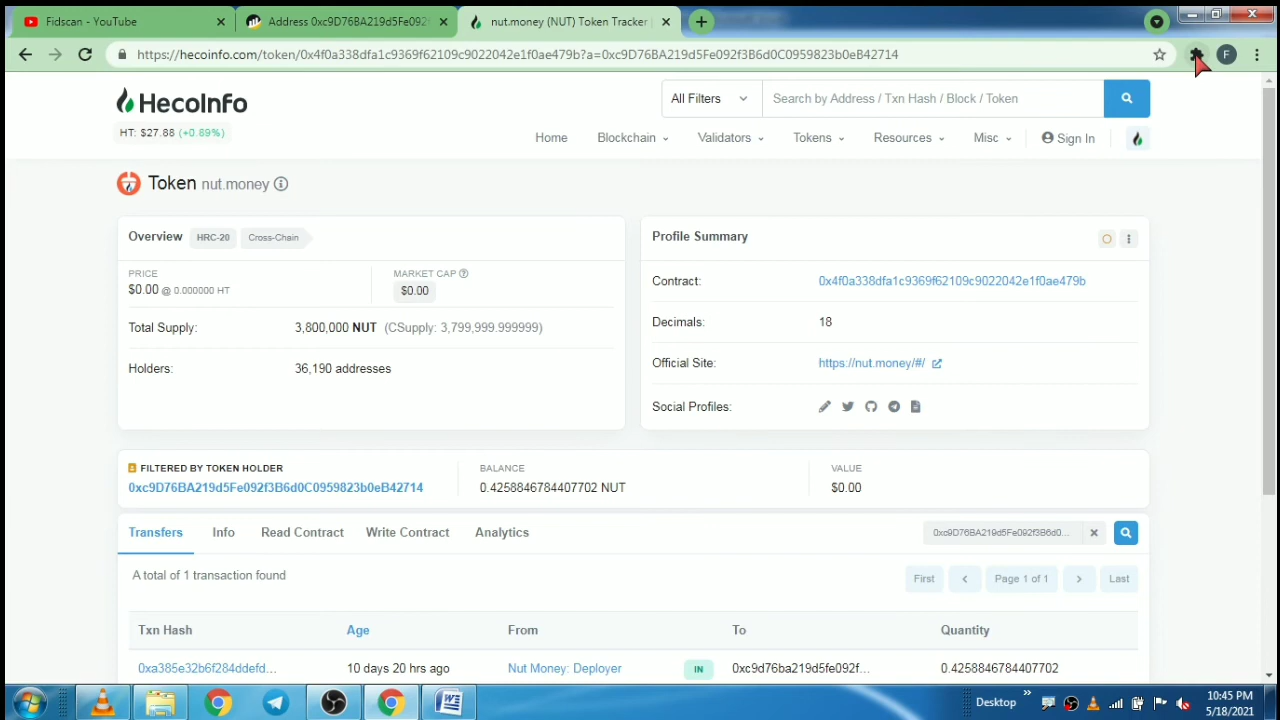 Fidscan - YouTube
Address 0xc9D76BA219d5Fe092
nut.money (NUT) Token Tracker
https://hecoinfo.com/token/0x4f0a338dfa1c9369f62109c9022042e1f0ae479b?a=0xc9D76BA219d5Fe092f3B6d0C0959823b0eB42714
F
HecoInfo
All Filters
Search by Address / Txn Hash / Block / Token
HT: $27.88 (+0.89%)
Home
Blockchain
Validators
Tokens
Resources
Misc
Sign In
Token nut.money
Overview HRC-20 Cross-Chain
Profile Summary
PRICE
MARKET CAP
$0.00 @ 0.000000 HT
$0.00
Contract: 0x4f0a338dfa1c9369f62109c9022042e1f0ae479b
Total Supply: 3,800,000 NUT (CSupply: 3,799,999.999999)
Decimals: 18
Holders: 36,190 addresses
Official Site: https://nut.money/#/
Social Profiles:
FILTERED BY TOKEN HOLDER
0xc9D76BA219d5Fe092f3B6d0C0959823b0eB42714
BALANCE
0.4258846784407702 NUT
VALUE
$0.00
Transfers
Info
Read Contract
Write Contract
Analytics
0xc9D76BA219d5Fe092f3B6d0...
A total of 1 transaction found
First
Page 1 of 1
Last
Txn Hash Age From To Quantity
0xa385e32b6f284ddefd... 10 days 20 hrs ago Nut Money: Deployer IN 0xc9d76ba219d5fe092f... 0.4258846784407702
Desktop
10:45 PM
5/18/2021